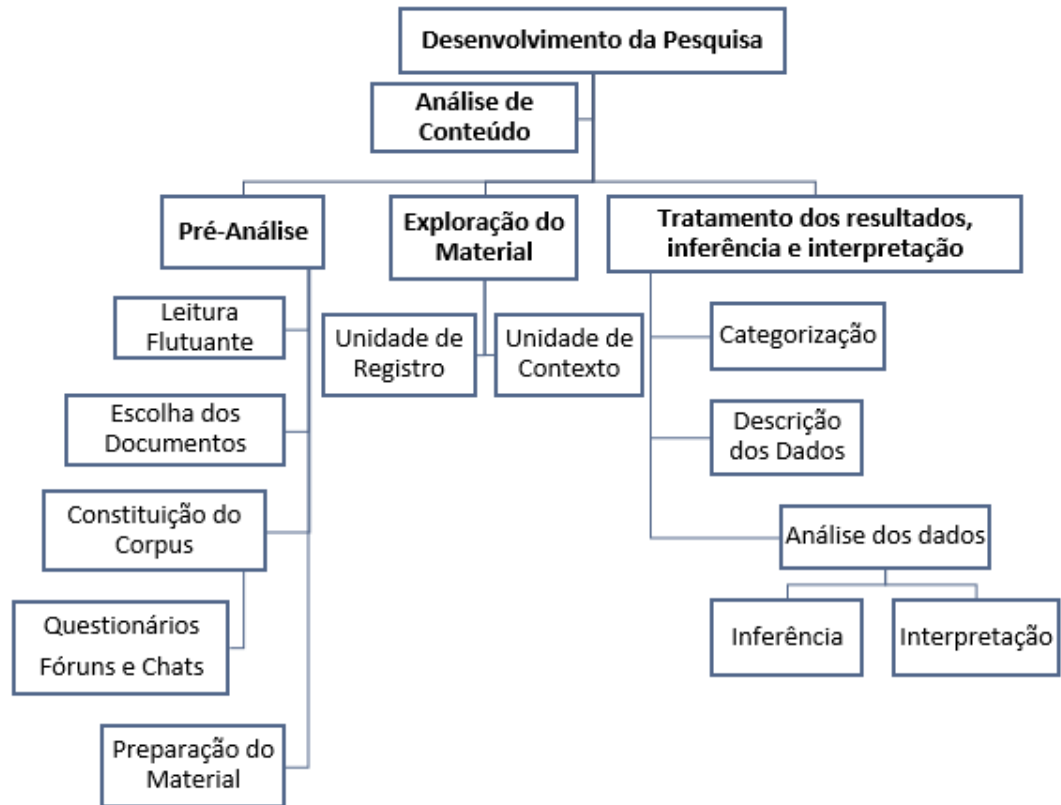 Desenvolvimento da Pesquisa
Análise de
Conteúdo
Pré-Análise
Leitura
Flutuante
Escolha dos
Documentos
Constituição do
Corpus
Questionários
Fóruns e Chats
Preparação do
Material
Exploração do
Material
Unidade de
Registro
Unidade de
Contexto
Tratamento dos resultados,
inferência e interpretação
Categorização
Descrição
dos Dados
Análise dos dados
Inferência
Interpretação